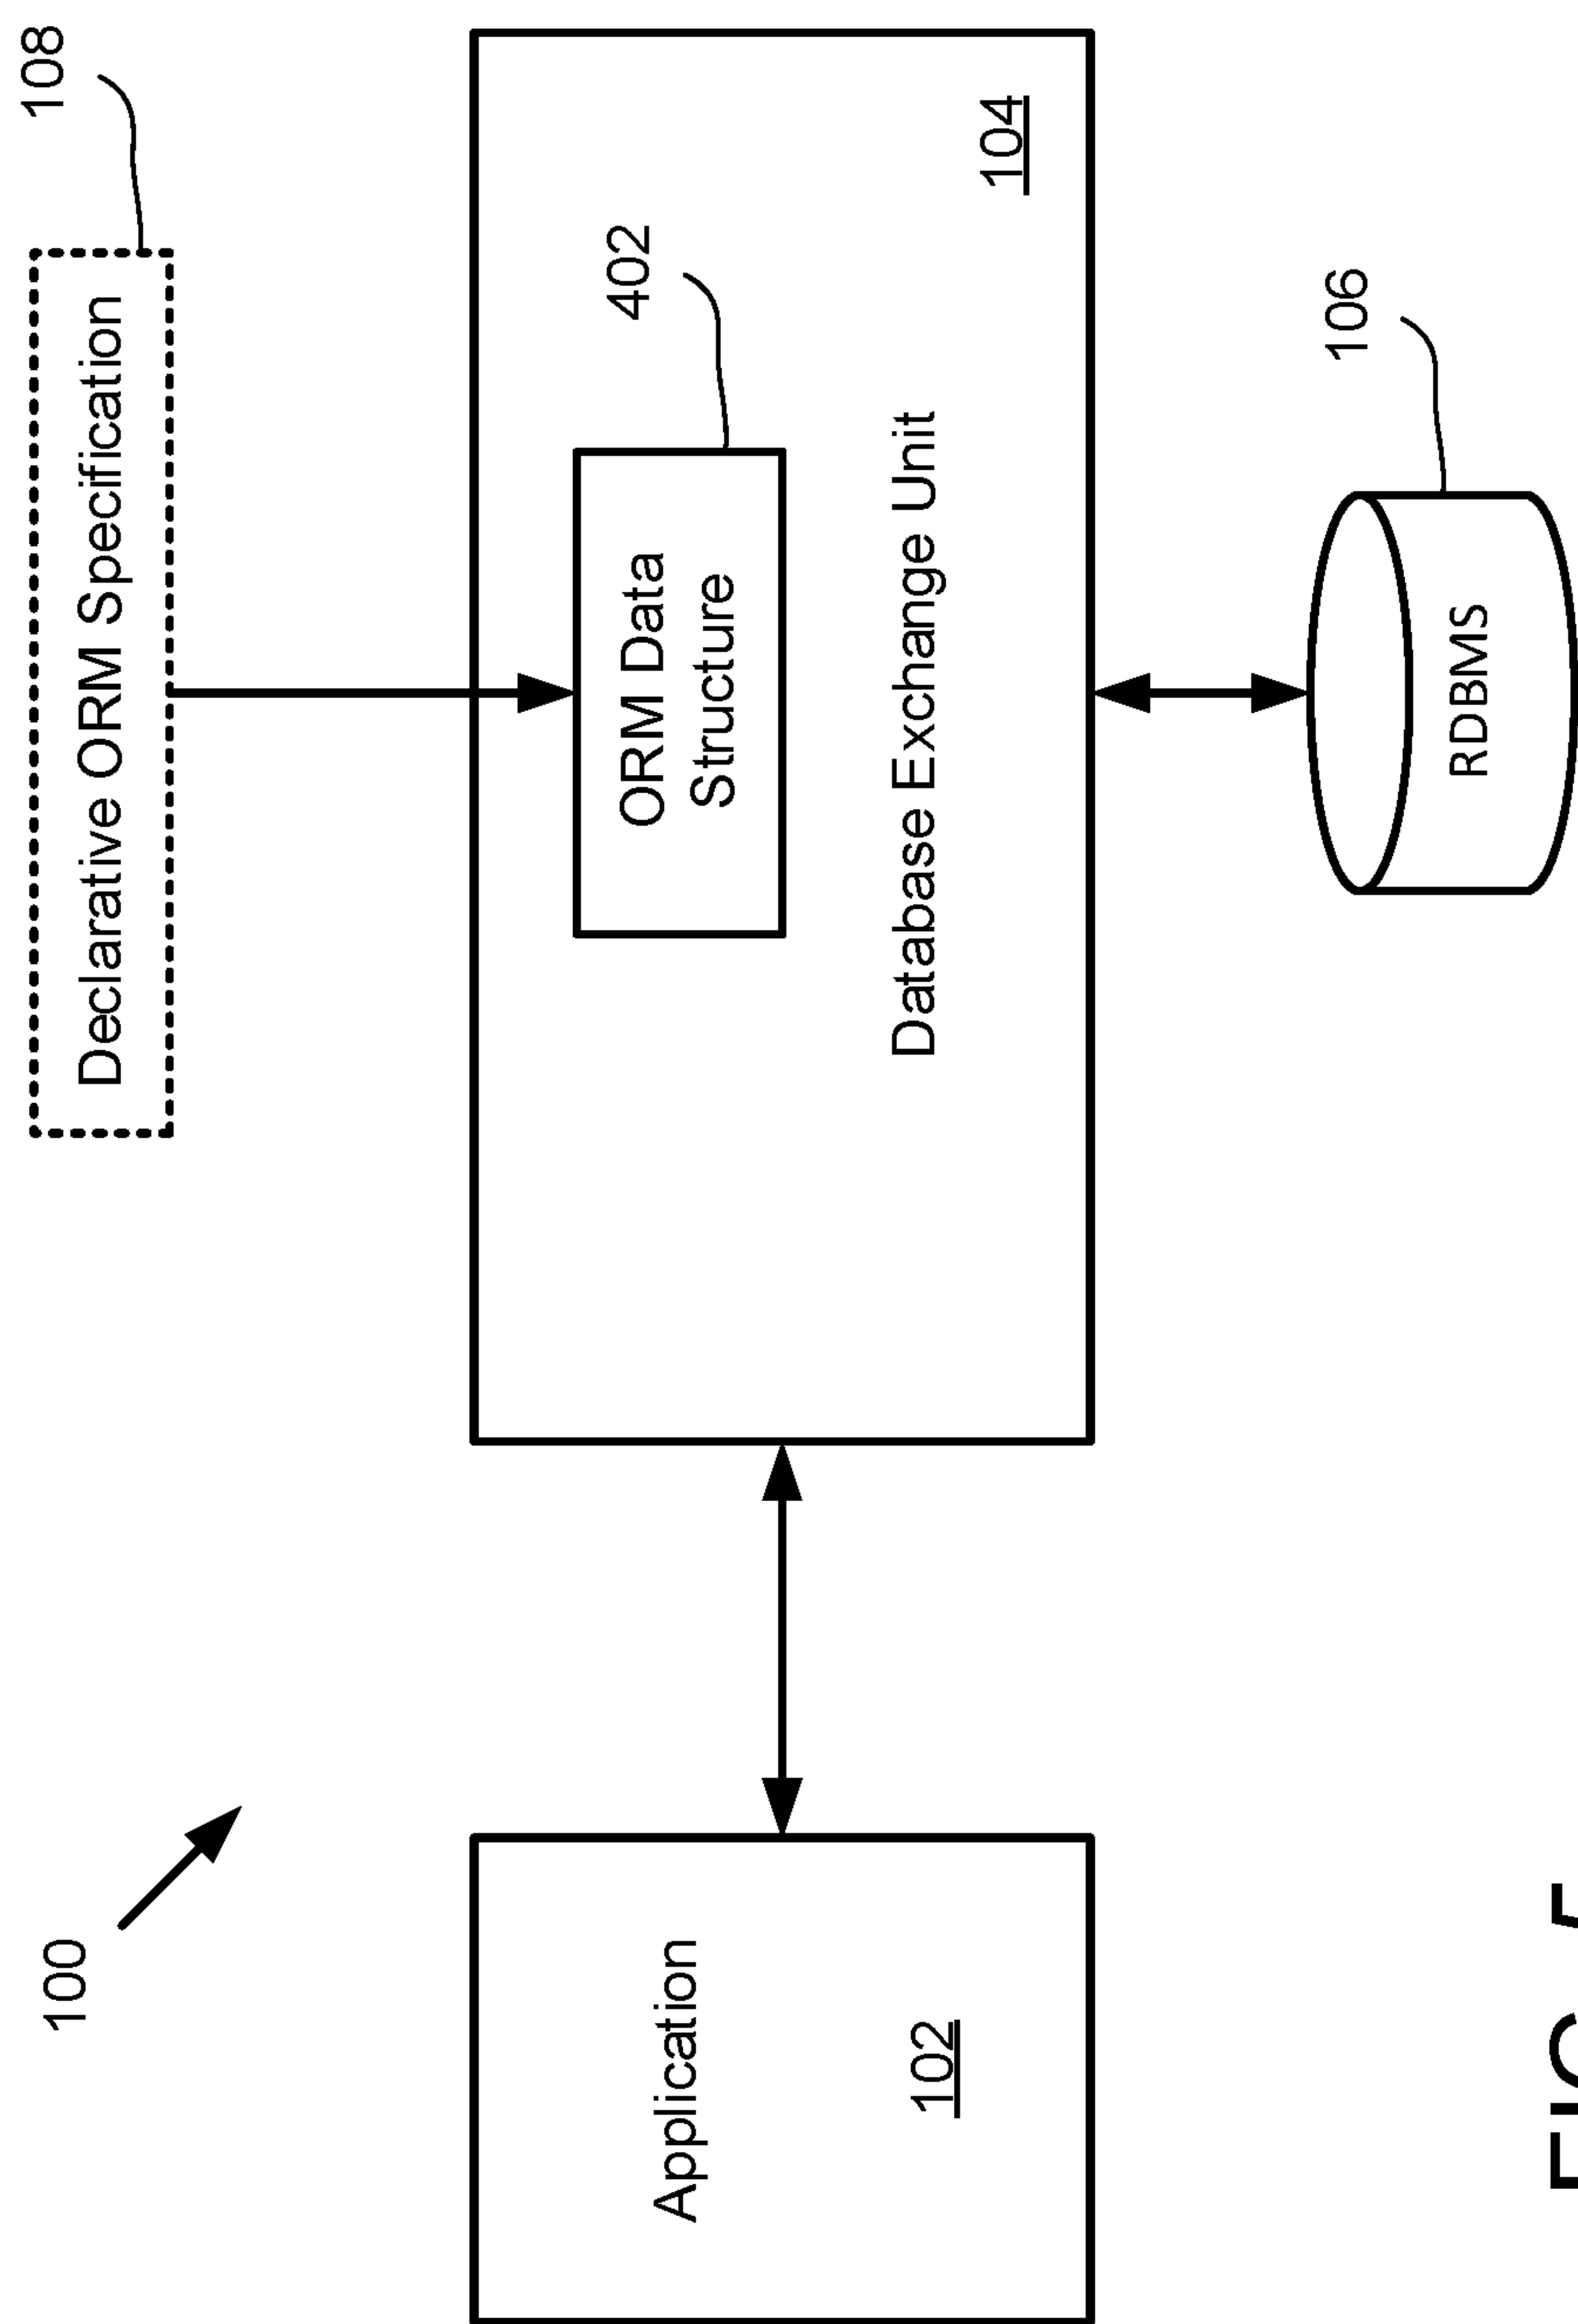 100
108
Declarative ORM Specification
402
ORM Data
Structure
Application
102
Database Exchange Unit
104
106
RDBMS